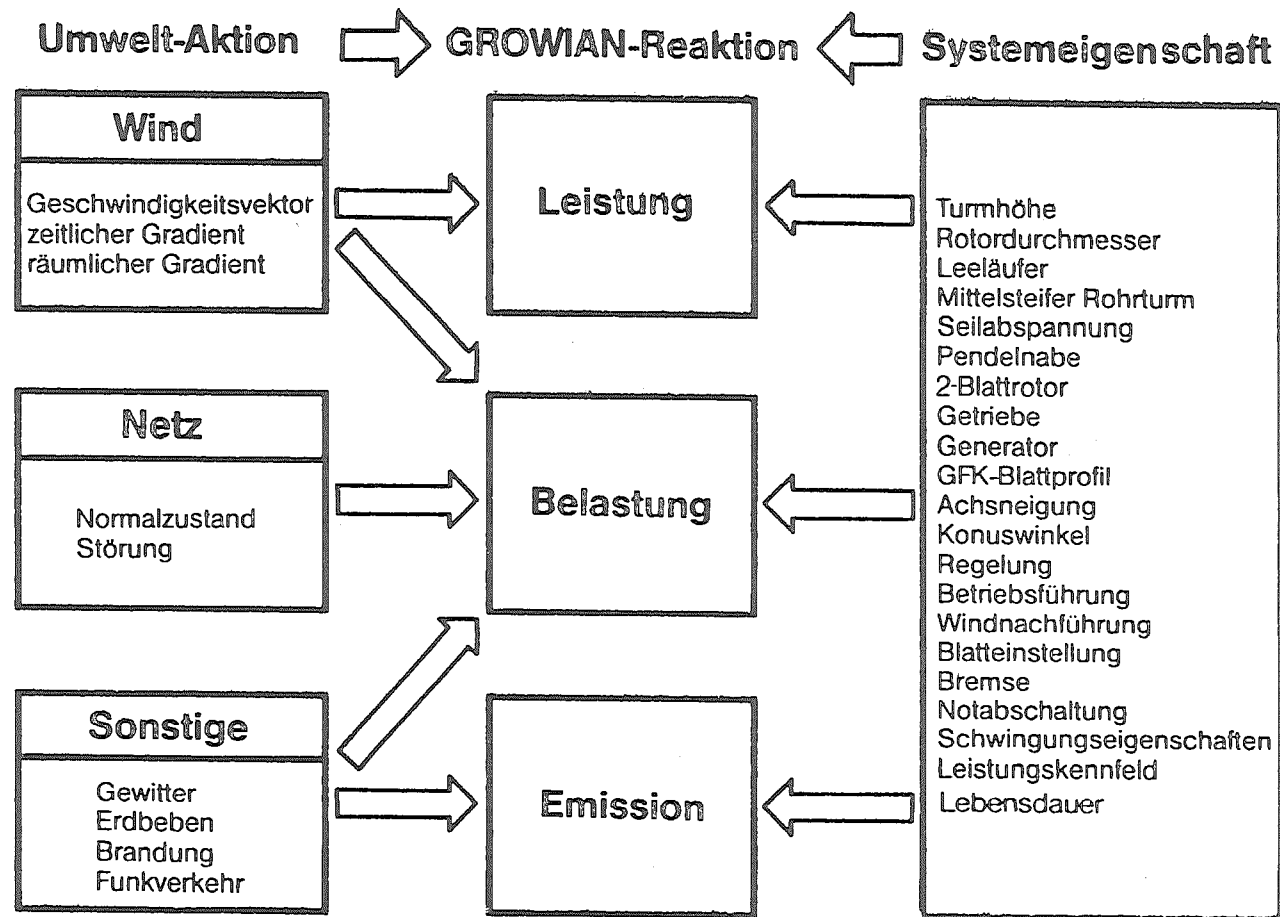 Umwelt-Aktion
GROWIAN-Reaktion
Systemeigenschaft
Wind
Geschwindigkeitsvektor
zeitlicher Gradient
räumlicher Gradient
Netz
Normalzustand
Störung
Sonstige
Gewitter
Erdbeben
Brandung
Funkverkehr
Leistung
Belastung
Emission
Turmhöhe
Rotordurchmesser
Leeläufer
Mittelsteifer Rohrturm
Seilabspannung
Pendelnabe
2-Blattrotor
Getriebe
Generator
GFK-Blattprofil
Achsneigung
Konuswinkel
Regelung
Betriebsführung
Windnachführung
Blatteinstellung
Bremse
Notabschaltung
Schwingungseigenschaften
Leistungskennfeld
Lebensdauer